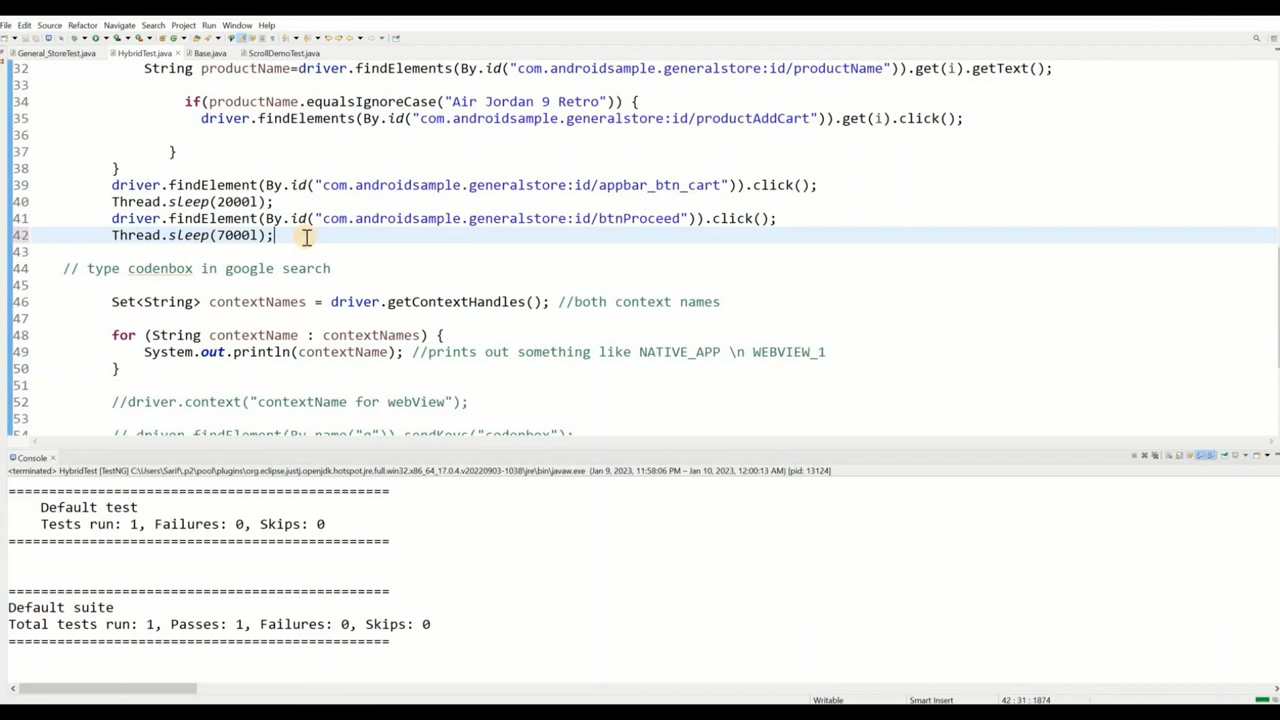 File Edit Source Refactor Navigate Search Project Run Window Help
General_StoreTest.java HybridTest.java Base.java ScrollDemoTest.java
32 String productName=driver.findElements(By.id("com.androidsample.generalstore:id/productName")).get(i).getText();
33
34 if(productName.equalsIgnoreCase("Air Jordan 9 Retro")) {
35 driver.findElements(By.id("com.androidsample.generalstore:id/productAddCart")).get(i).click();
36
37 }
38 }
39 driver.findElement(By.id("com.androidsample.generalstore:id/appbar_btn_cart")).click();
40 Thread.sleep(2000l);
41 driver.findElement(By.id("com.androidsample.generalstore:id/btnProceed")).click();
42 Thread.sleep(7000l);
43
44 // type codenbox in google search
45
46 Set<String> contextNames = driver.getContextHandles(); //both context names
47
48 for (String contextName : contextNames) {
49 System.out.println(contextName); //prints out something like NATIVE_APP \n WEBVIEW_1
50 }
51
52 //driver.context("contextName for webView");
53
54 // driver.findElement(By.name("q")).sendKeys("codenbox");
Console
<terminated> HybridTest [TestNG] C:\Users\Sarif\.p2\pool\plugins\org.eclipse.justj.openjdk.hotspot.jre.full.win32.x86_64_17.0.4.v20220903-1038\jre\bin\javaw.exe (Jan 9, 2023, 11:58:06 PM – Jan 10, 2023, 12:00:13 AM) [pid: 13124]
===============================================
Default test
Tests run: 1, Failures: 0, Skips: 0
===============================================
===============================================
Default suite
Total tests run: 1, Passes: 1, Failures: 0, Skips: 0
===============================================
Writable Smart Insert 42 : 31 : 1874